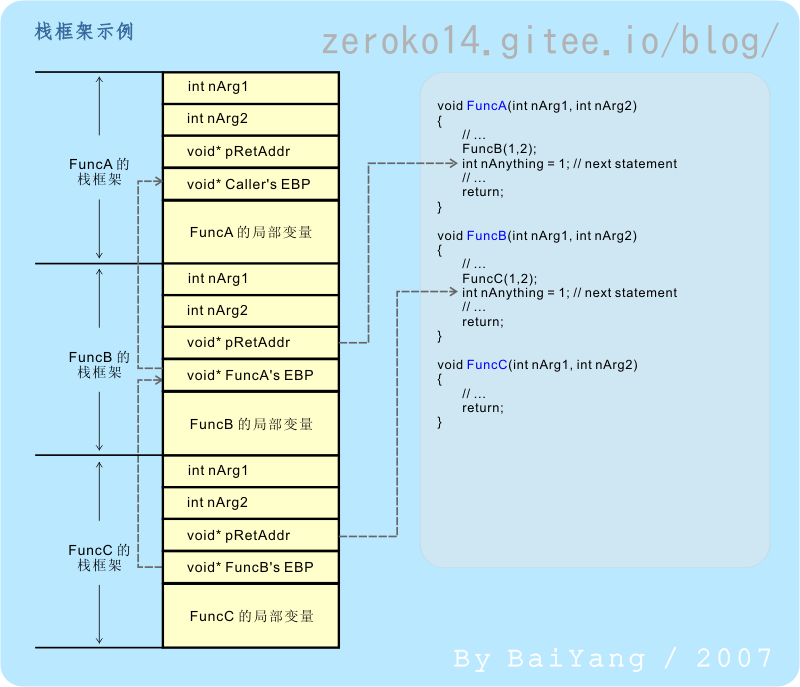 栈框架示例
zeroko14.gitee.io/blog/
int nArg1
int nArg2
void* pRetAddr
void* Caller's EBP
FuncA 的局部变量
FuncA 的
栈框架
int nArg1
int nArg2
void* pRetAddr
void* FuncA's EBP
FuncB 的局部变量
FuncB 的
栈框架
int nArg1
int nArg2
void* pRetAddr
void* FuncB's EBP
FuncC 的局部变量
FuncC 的
栈框架
void FuncA(int nArg1, int nArg2)
{
// ...
FuncB(1,2);
int nAnything = 1; // next statement
// ...
return;
}
void FuncB(int nArg1, int nArg2)
{
// ...
FuncC(1,2);
int nAnything = 1; // next statement
// ...
return;
}
void FuncC(int nArg1, int nArg2)
{
// ...
return;
}
By BaiYang / 2007